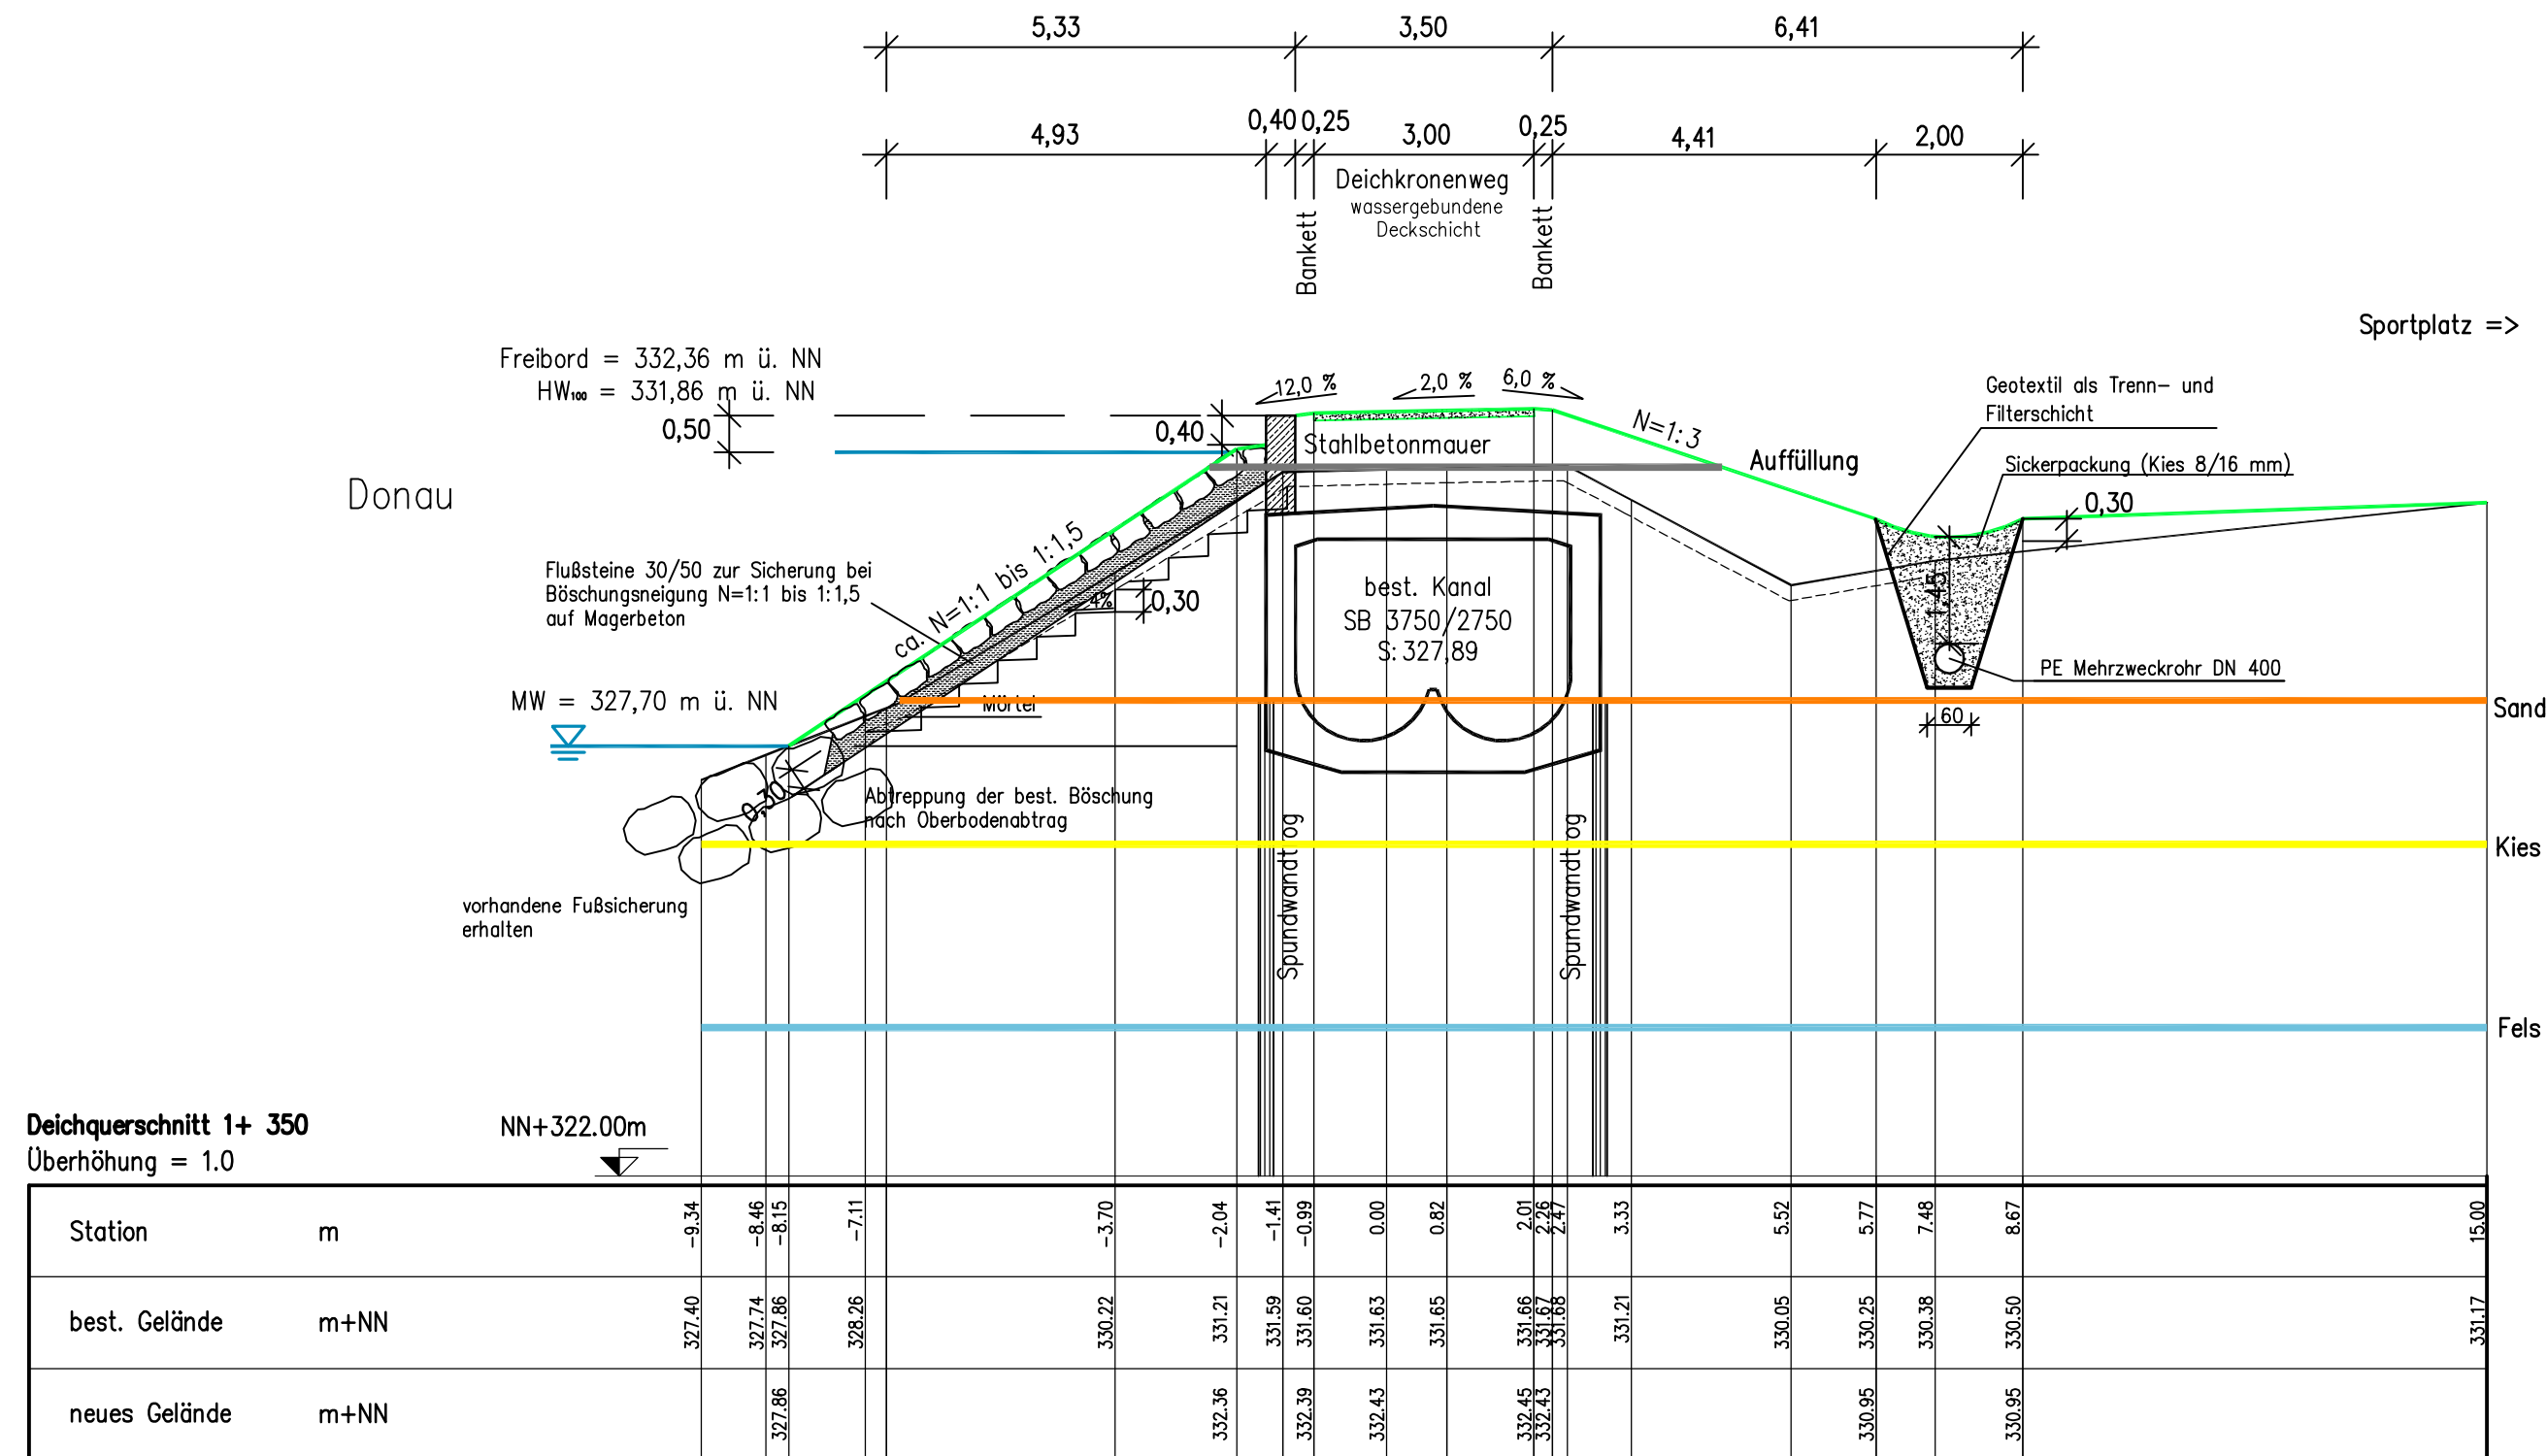 5,33 3,50 6,41
4,93 0,40 0,25 3,00 0,25 4,41 2,00
Deichkronenweg
wassergebundene
Deckschicht
Bankett
Bankett
Sportplatz =>
Freibord = 332,36 m ü. NN
HW₁₀₀ = 331,86 m ü. NN
0,50
0,40
12,0 %
2,0 %
6,0 %
N=1:3
Stahlbetonmauer
Auffüllung
Geotextil als Trenn- und
Filterschicht
Sickerpackung (Kies 8/16 mm)
0,30
Donau
ca. N=1:1 bis 1:1,5
Flußsteine 30/50 zur Sicherung bei
Böschungsneigung N=1:1 bis 1:1,5
auf Magerbeton
4%
0,30
best. Kanal
SB 3750/2750
S: 327,89
1,45
PE Mehrzweckrohr DN 400
60
MW = 327,70 m ü. NN
Mörtel
Sand
0,30
Abtreppung der best. Böschung
nach Oberbodenabtrag
Spundwandtrog
Spundwandtrog
Kies
vorhandene Fußsicherung
erhalten
Fels
Deichquerschnitt 1+ 350
Überhöhung = 1.0
NN+322.00m
Station m -9.34 -8.46 -8.15 -7.11 -3.70 -2.04 -1.41 -0.99 0.00 0.82 2.01 2.26 2.47 3.33 5.52 5.77 7.48 8.67 15.00
best. Gelände m+NN 327.40 327.74 327.86 328.26 330.22 331.21 331.59 331.60 331.63 331.65 331.66 331.67 331.68 331.21 330.05 330.25 330.38 330.50 331.17
neues Gelände m+NN 327.86 332.36 332.39 332.43 332.45 332.43 330.95 330.95